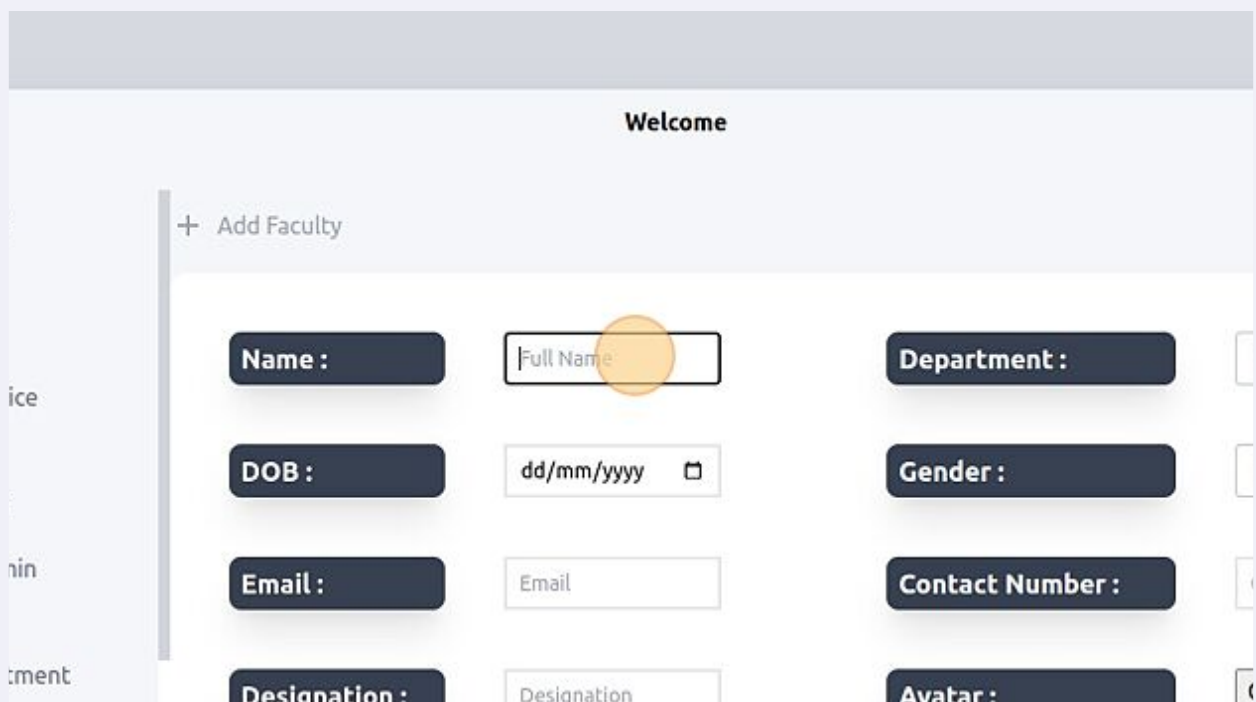 Welcome
+ Add Faculty
Name :
Full Name
Department :
ice
DOB :
dd/mm/yyyy
Gender :
min
Email :
Email
Contact Number :
tment
Designation :
Designation
Avatar :